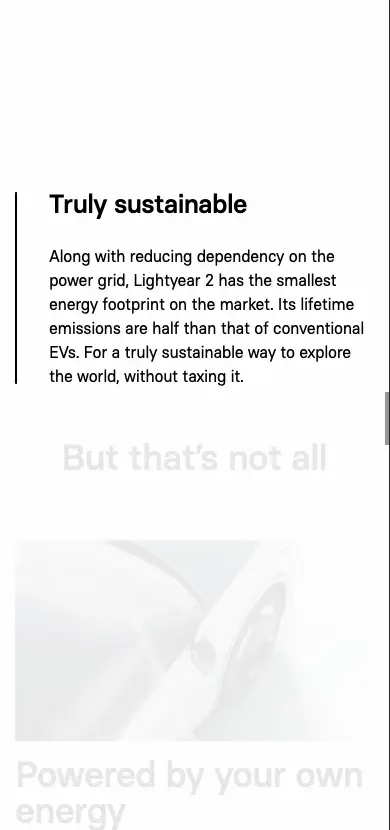 Truly sustainable
Along with reducing dependency on the
power grid, Lightyear 2 has the smallest
energy footprint on the market. Its lifetime
emissions are half than that of conventional
EVs. For a truly sustainable way to explore
the world, without taxing it.
But that's not all
Powered by your own
energy